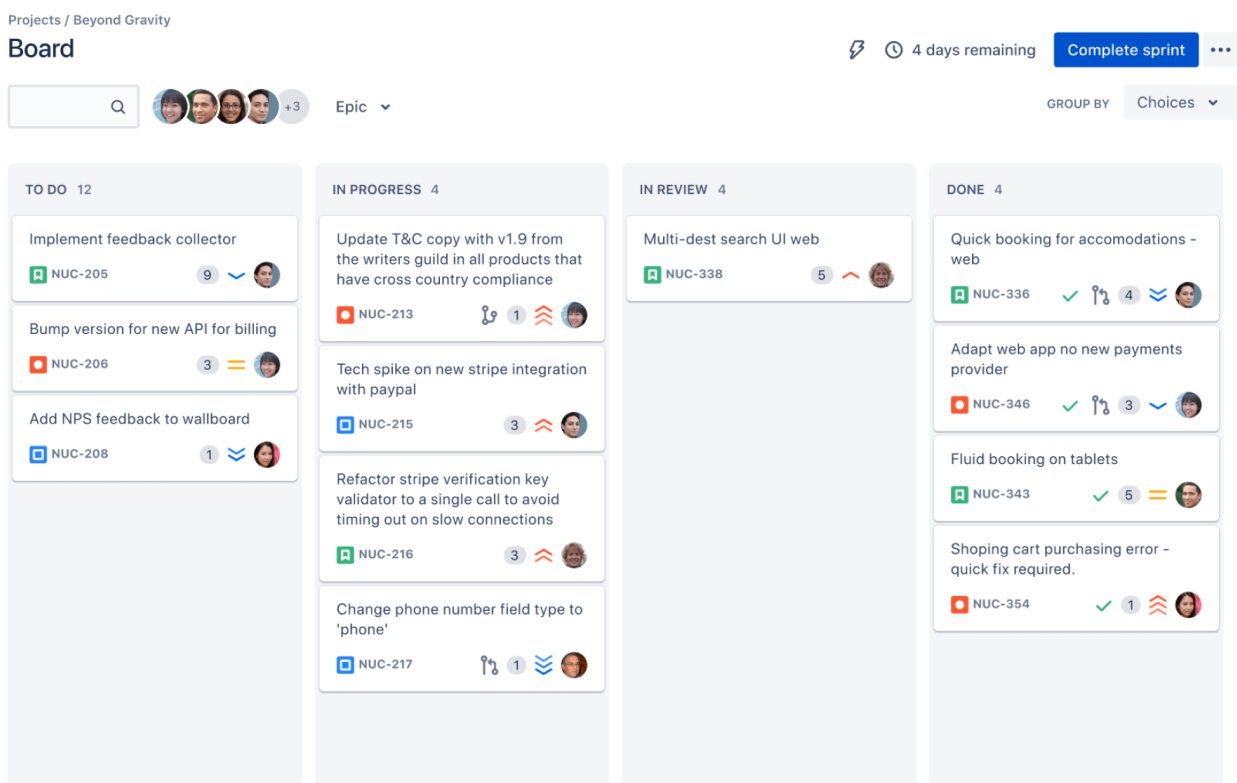 Projects / Beyond Gravity
Board
4 days remaining
Complete sprint
+3
Epic
GROUP BY
Choices
TO DO 12
Implement feedback collector
NUC-205 9
Bump version for new API for billing
NUC-206 3
Add NPS feedback to wallboard
NUC-208 1
IN PROGRESS 4
Update T&C copy with v1.9 from
the writers guild in all products that
have cross country compliance
NUC-213 1
Tech spike on new stripe integration
with paypal
NUC-215 3
Refactor stripe verification key
validator to a single call to avoid
timing out on slow connections
NUC-216 3
Change phone number field type to
'phone'
NUC-217 1
IN REVIEW 4
Multi-dest search UI web
NUC-338 5
DONE 4
Quick booking for accomodations -
web
NUC-336 4
Adapt web app no new payments
provider
NUC-346 3
Fluid booking on tablets
NUC-343 5
Shoping cart purchasing error -
quick fix required.
NUC-354 1